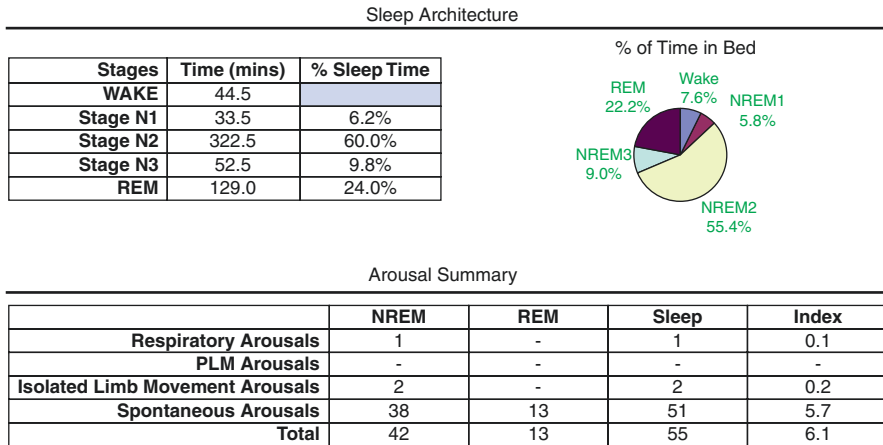 Sleep Architecture
Stages Time (mins) % Sleep Time
WAKE 44.5
Stage N1 33.5 6.2%
Stage N2 322.5 60.0%
Stage N3 52.5 9.8%
REM 129.0 24.0%
% of Time in Bed
REM
22.2%
Wake
7.6%
NREM1
5.8%
NREM3
9.0%
NREM2
55.4%
Arousal Summary
NREM REM Sleep Index
Respiratory Arousals 1 - 1 0.1
PLM Arousals - - - -
Isolated Limb Movement Arousals 2 - 2 0.2
Spontaneous Arousals 38 13 51 5.7
Total 42 13 55 6.1